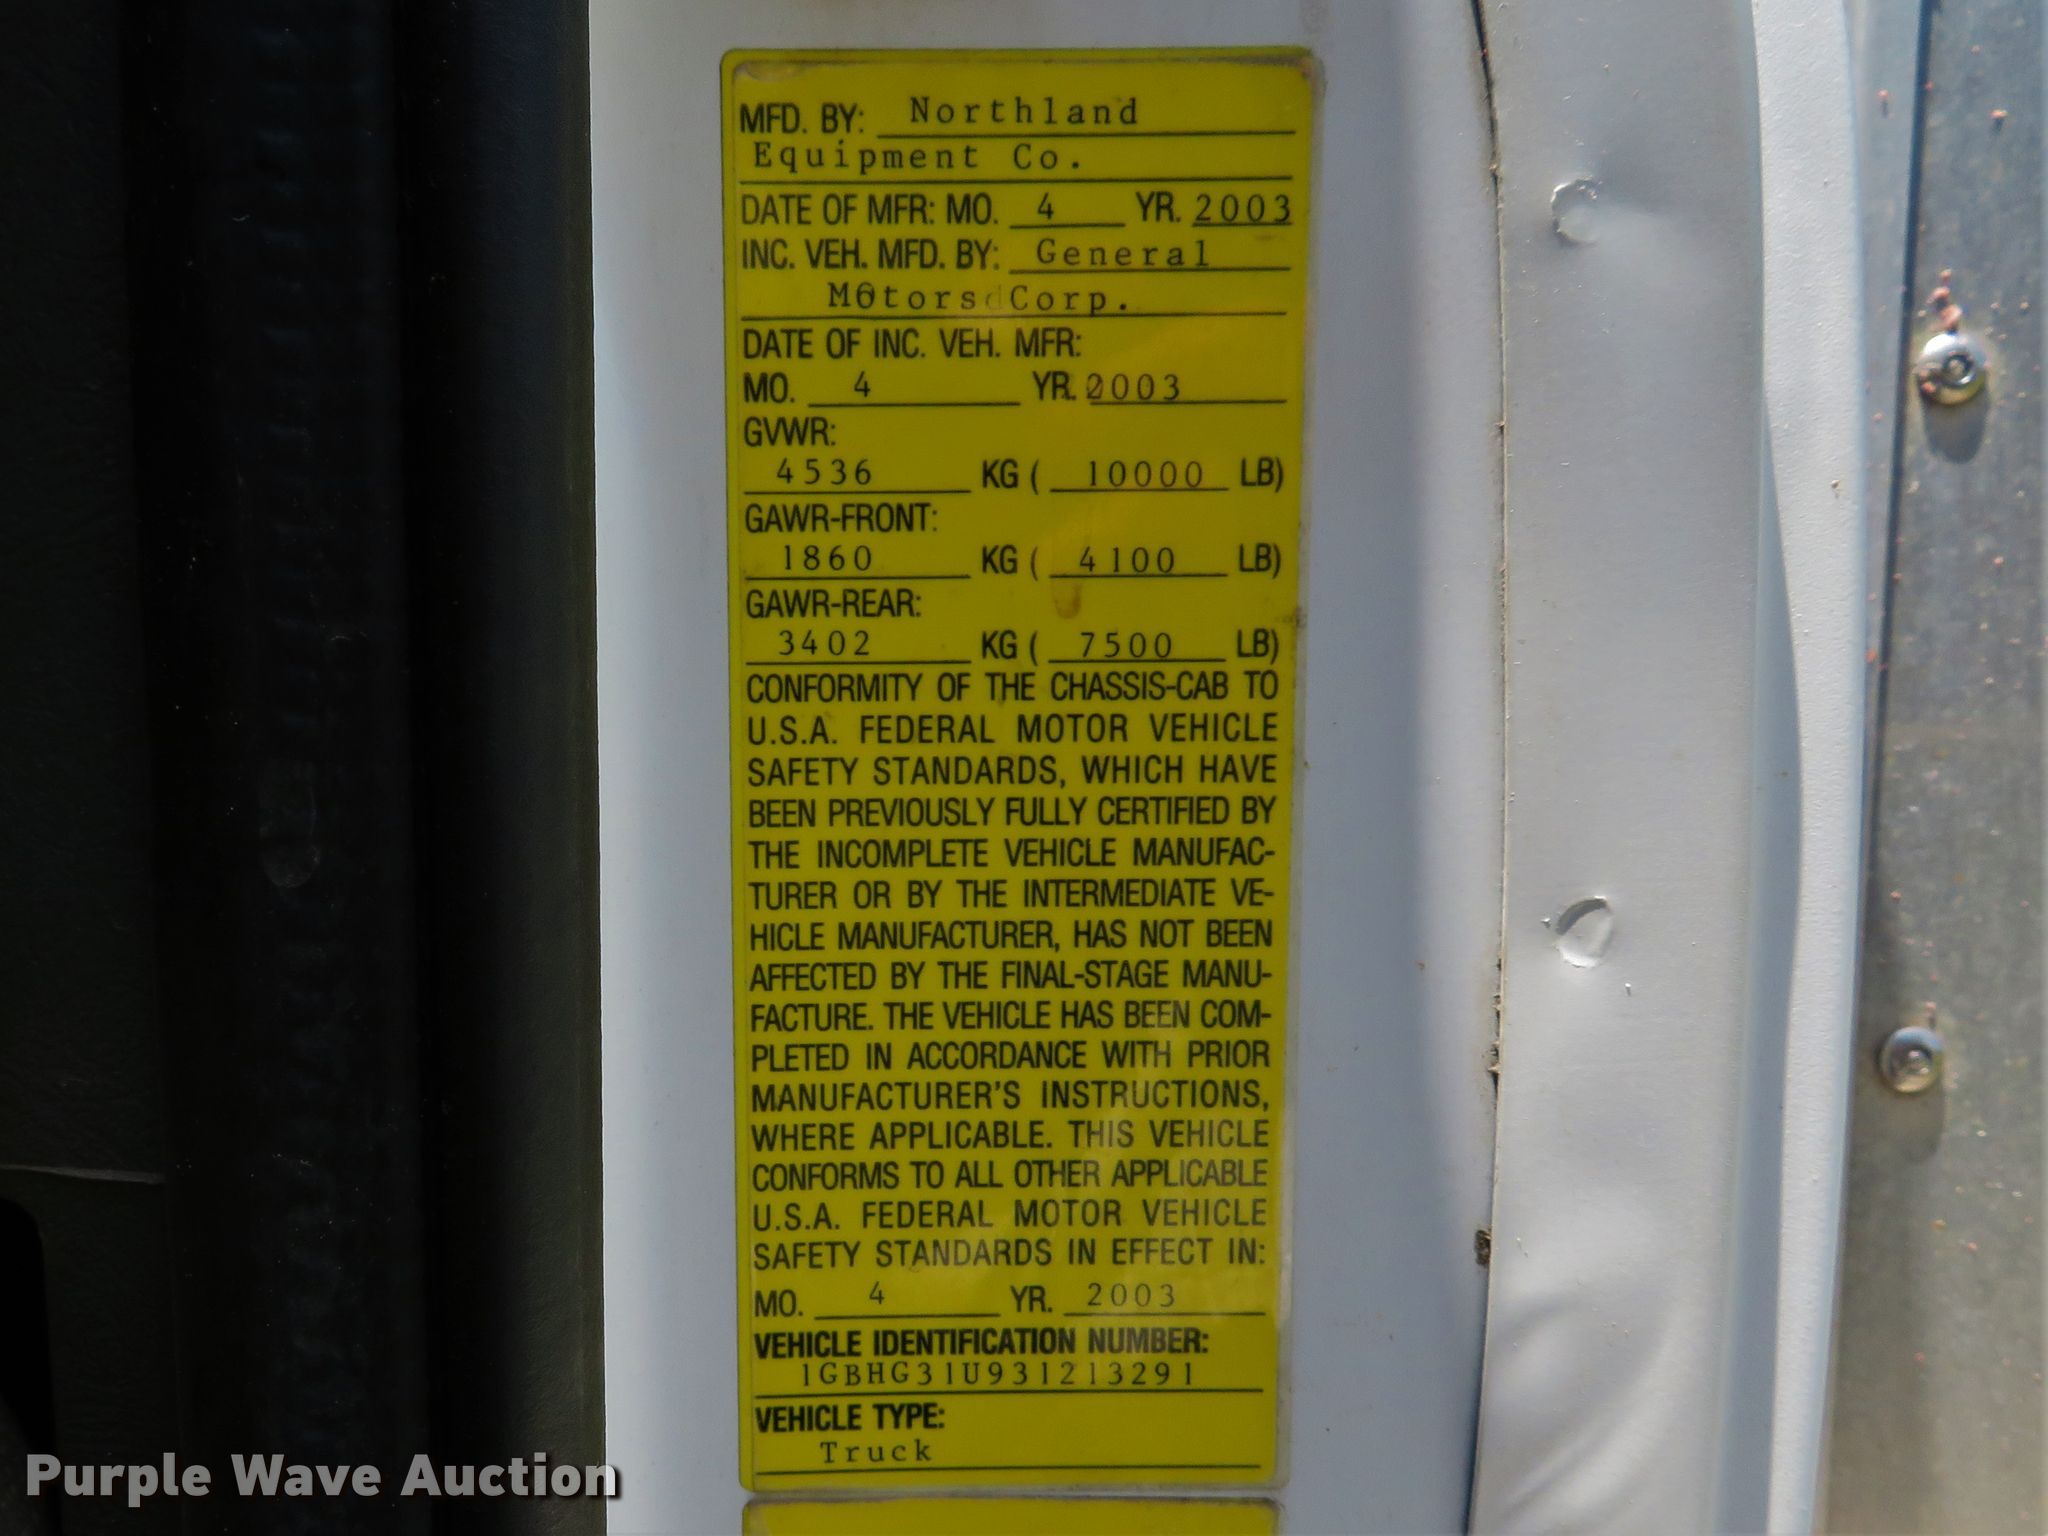 MFD. BY: Northland
Equipment Co.
DATE OF MFR: MO. 4 YR. 2003
INC. VEH. MFD. BY: General
Motors Corp.
DATE OF INC. VEH. MFR:
MO. 4 YR. 2003
GVWR:
4536 KG ( 10000 LB)
GAWR-FRONT:
1860 KG ( 4100 LB)
GAWR-REAR:
3402 KG ( 7500 LB)
CONFORMITY OF THE CHASSIS-CAB TO
U.S.A. FEDERAL MOTOR VEHICLE
SAFETY STANDARDS, WHICH HAVE
BEEN PREVIOUSLY FULLY CERTIFIED BY
THE INCOMPLETE VEHICLE MANUFAC-
TURER OR BY THE INTERMEDIATE VE-
HICLE MANUFACTURER, HAS NOT BEEN
AFFECTED BY THE FINAL-STAGE MANU-
FACTURE. THE VEHICLE HAS BEEN COM-
PLETED IN ACCORDANCE WITH PRIOR
MANUFACTURER'S INSTRUCTIONS,
WHERE APPLICABLE. THIS VEHICLE
CONFORMS TO ALL OTHER APPLICABLE
U.S.A. FEDERAL MOTOR VEHICLE
SAFETY STANDARDS IN EFFECT IN:
MO. 4 YR. 2003
VEHICLE IDENTIFICATION NUMBER:
1GBHG31U931213291
VEHICLE TYPE:
Truck
Purple Wave Auction